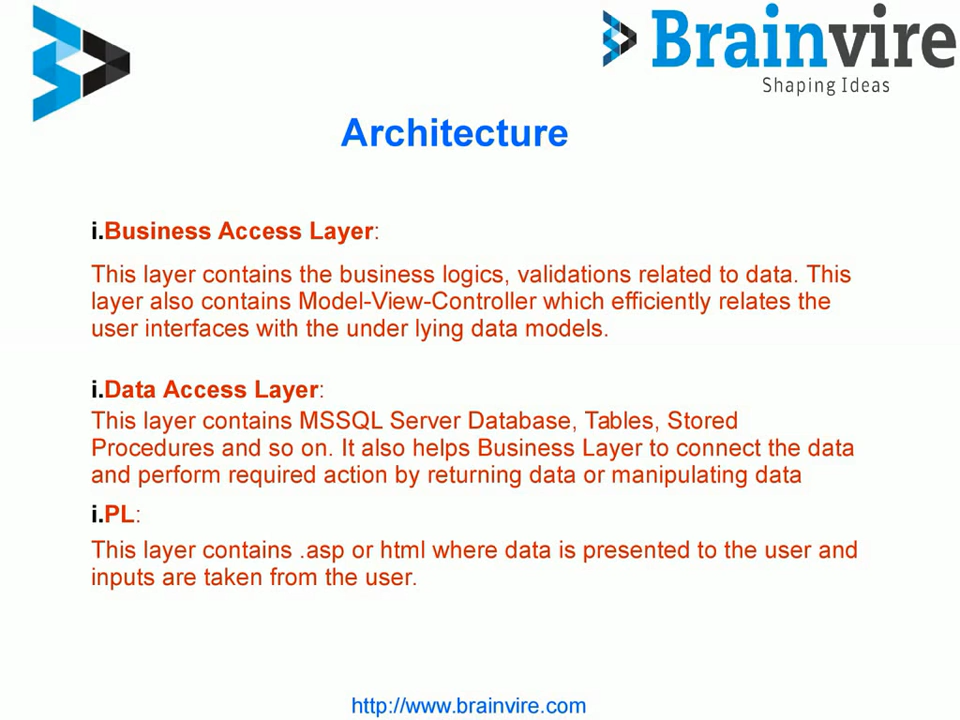 Brainvire
Shaping Ideas
Architecture
i.Business Access Layer:
This layer contains the business logics, validations related to data. This
layer also contains Model-View-Controller which efficiently relates the
user interfaces with the under lying data models.
i.Data Access Layer:
This layer contains MSSQL Server Database, Tables, Stored
Procedures and so on. It also helps Business Layer to connect the data
and perform required action by returning data or manipulating data
i.PL:
This layer contains .asp or html where data is presented to the user and
inputs are taken from the user.
http://www.brainvire.com